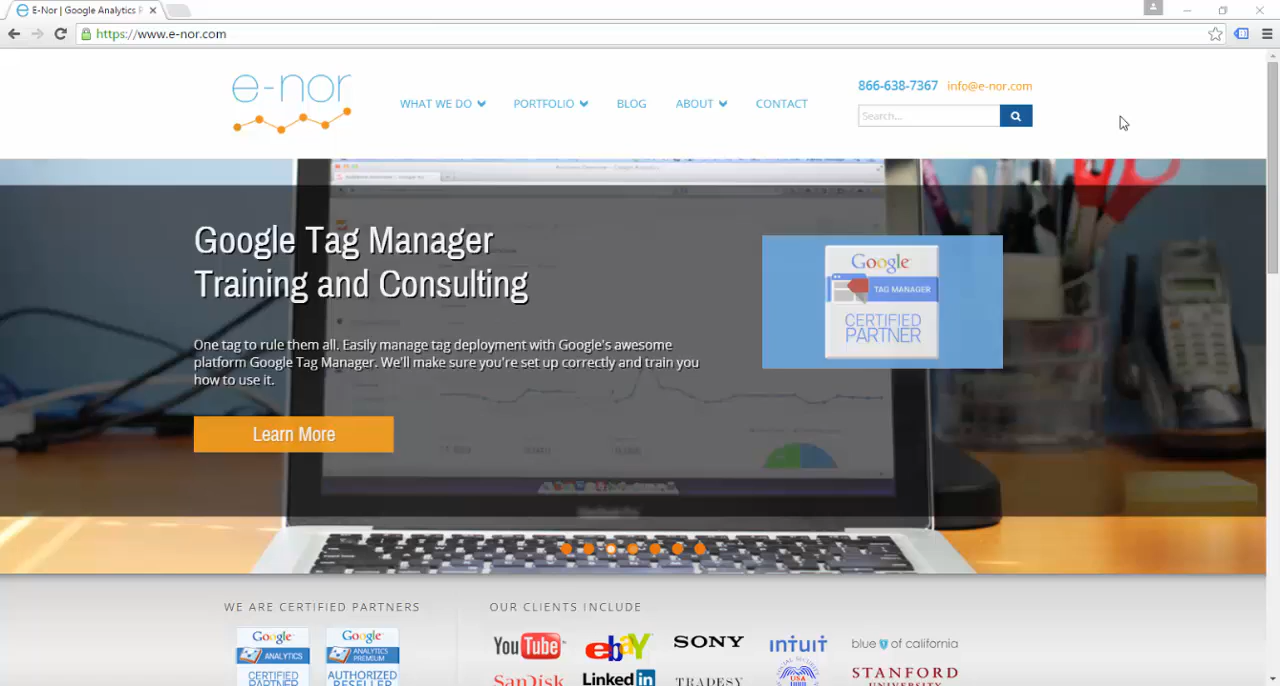 E-Nor | Google Analytics
https://www.e-nor.com
e-nor
WHAT WE DO
PORTFOLIO
BLOG
ABOUT
CONTACT
866-638-7367 info@e-nor.com
Search...
Google Tag Manager
Training and Consulting
One tag to rule them all. Easily manage tag deployment with Google's awesome
platform Google Tag Manager. We'll make sure you're set up correctly and train you
how to use it.
Learn More
Google
TAG MANAGER
CERTIFIED
PARTNER
WE ARE CERTIFIED PARTNERS
Google
ANALYTICS
CERTIFIED
PARTNER
Google
ANALYTICS
PREMIUM
AUTHORIZED
RESELLER
OUR CLIENTS INCLUDE
YouTube
ebay
SONY
intuit
blue of california
SanDisk
LinkedIn
TRADESY
USA
STANFORD
UNIVERSITY